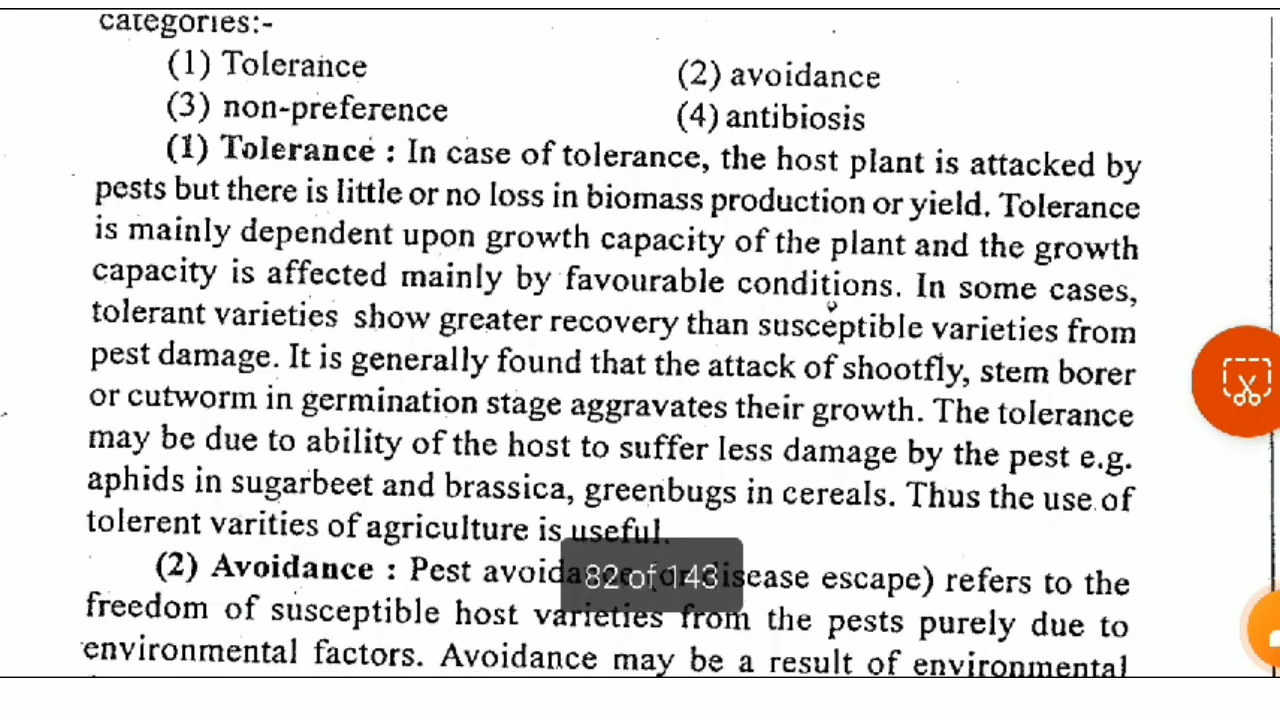 categories:-
(1) Tolerance (2) avoidance
(3) non-preference (4) antibiosis
(1) Tolerance : In case of tolerance, the host plant is attacked by
pests but there is little or no loss in biomass production or yield. Tolerance
is mainly dependent upon growth capacity of the plant and the growth
capacity is affected mainly by favourable conditions. In some cases,
tolerant varieties show greater recovery than susceptible varieties from
pest damage. It is generally found that the attack of shootfly, stem borer
or cutworm in germination stage aggravates their growth. The tolerance
may be due to ability of the host to suffer less damage by the pest e.g.
aphids in sugarbeet and brassica, greenbugs in cereals. Thus the use of
tolerent varities of agriculture is useful.
(2) Avoidance : Pest avoidance (or disease escape) refers to the
82 of 143
freedom of susceptible host varieties from the pests purely due to
environmental factors. Avoidance may be a result of environmental